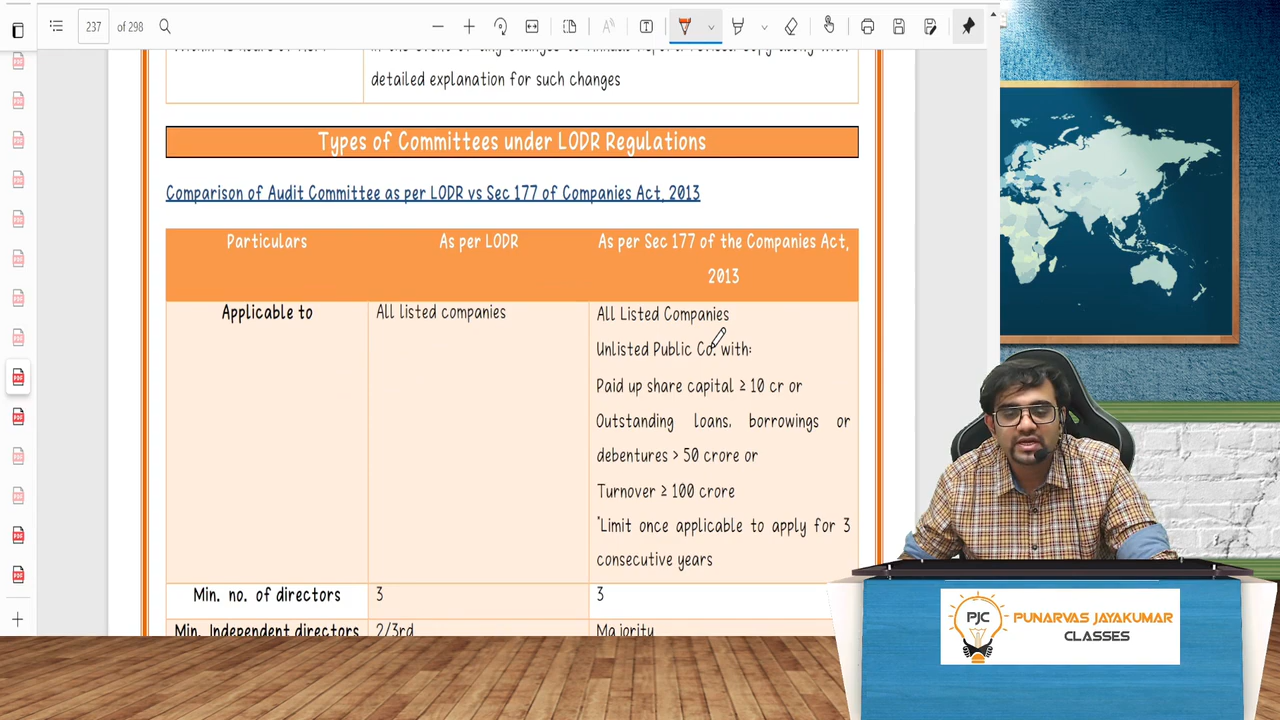 237 of 298
detailed explanation for such changes
Types of Committees under LODR Regulations
Comparison of Audit Committee as per LODR vs Sec 177 of Companies Act, 2013
Particulars
As per LODR
As per Sec 177 of the Companies Act,
2013
Applicable to
All listed companies
All Listed Companies
Unlisted Public Co. with:
Paid up share capital ≥ 10 cr or
Outstanding loans, borrowings or
debentures > 50 crore or
Turnover ≥ 100 crore
*Limit once applicable to apply for 3
consecutive years
Min. no. of directors
3
3
Min. Independent directors
2/3rd
Majority
PJC
PUNARVAS JAYAKUMAR
CLASSES